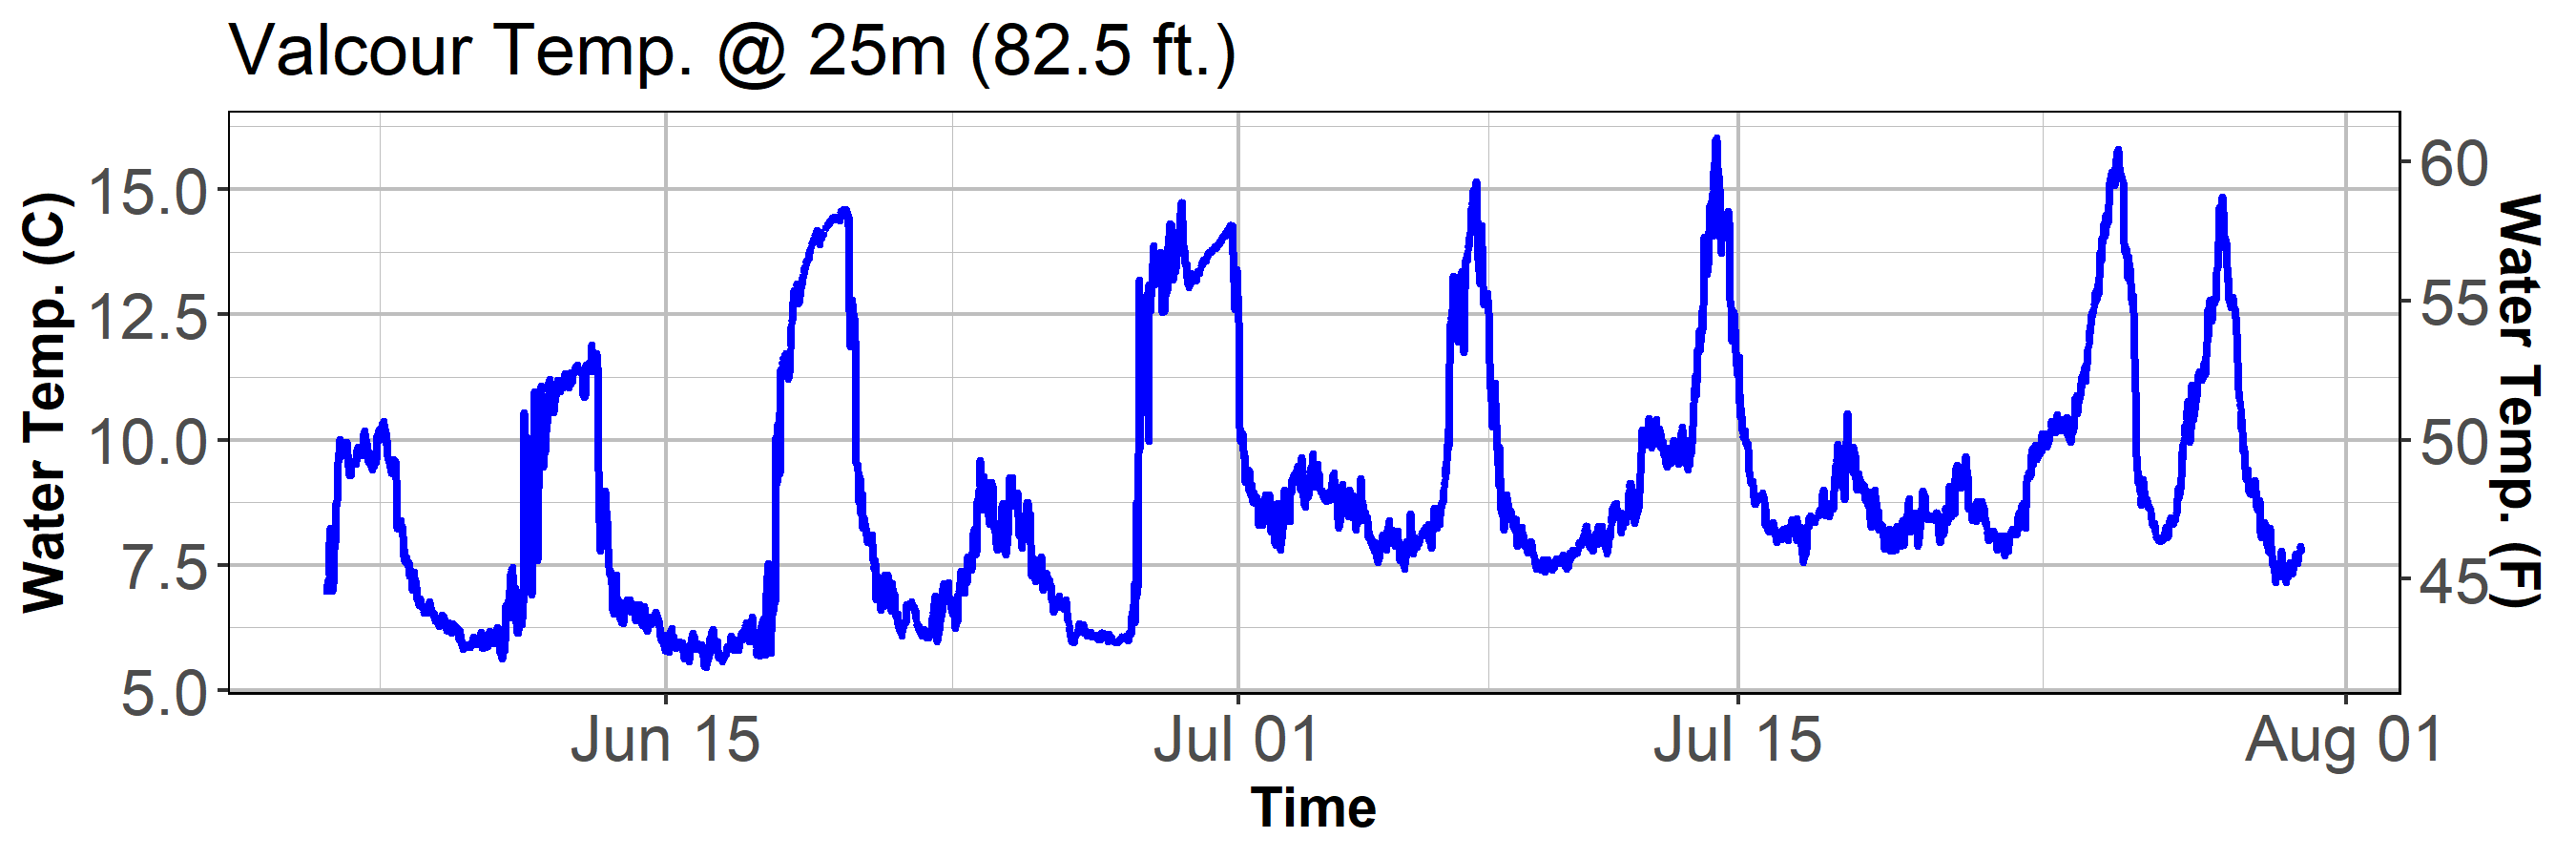 Valcour Temp. @ 25m (82.5 ft.)
Water Temp. (C)
15.0
12.5
10.0
7.5
5.0
60
55
50
45
Water Temp. (F)
Jun 15
Jul 01
Jul 15
Aug 01
Time